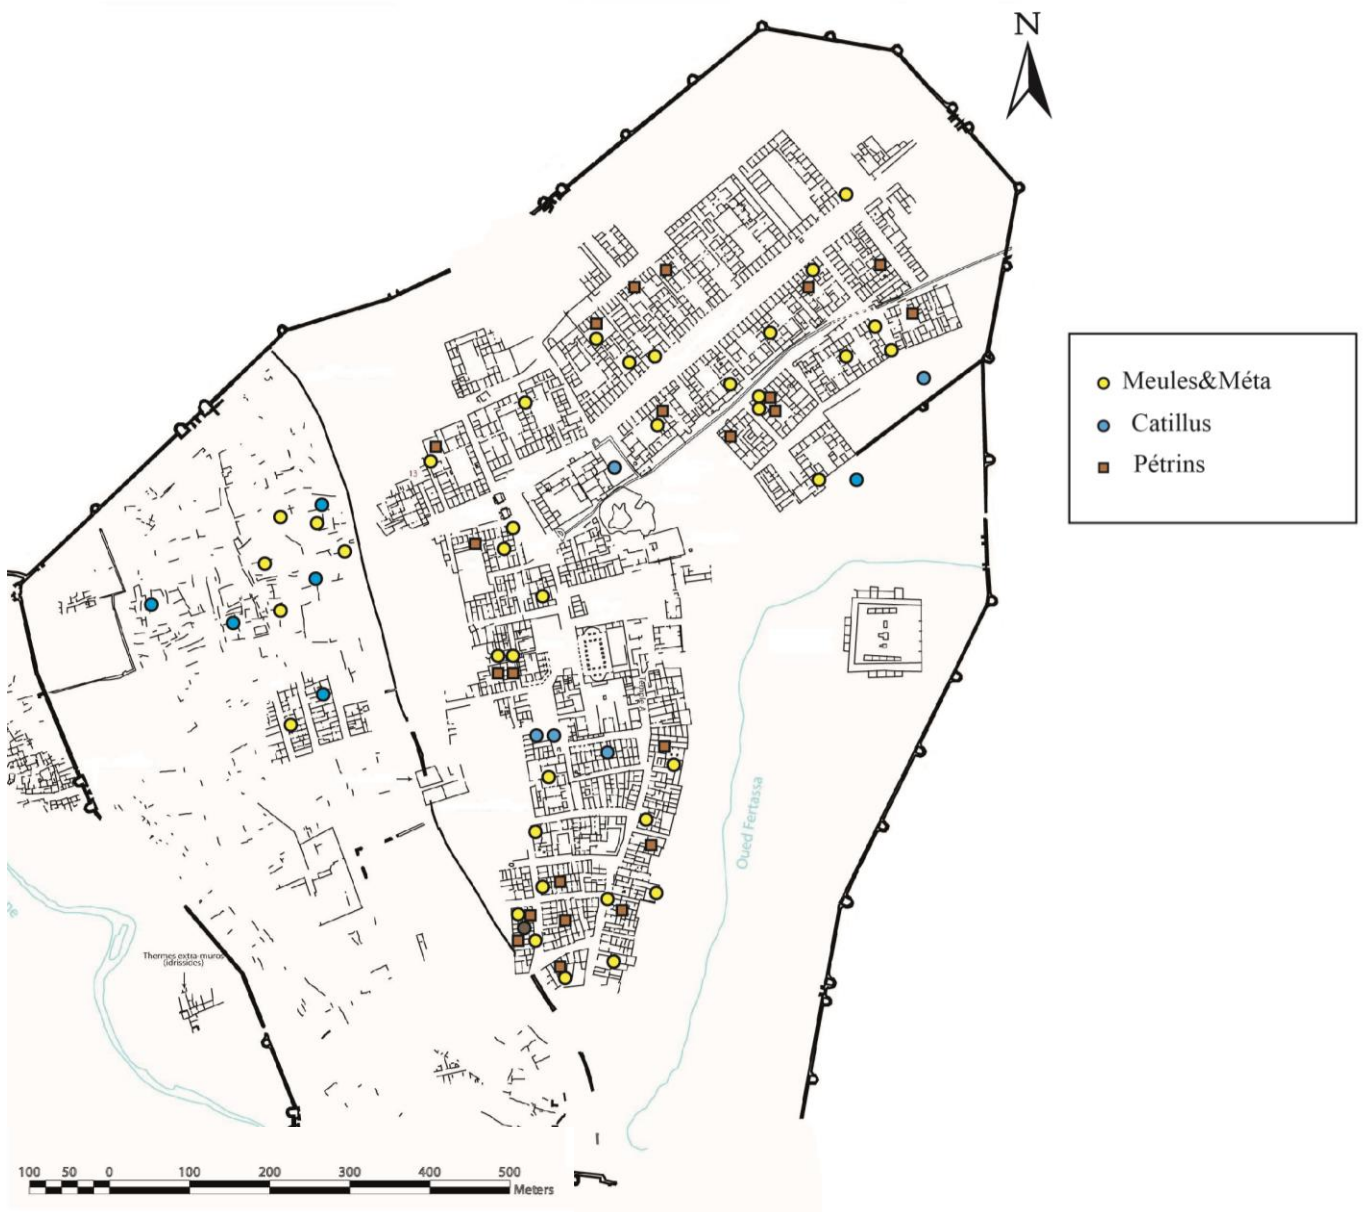 N
Meules&Méta
Catillus
Pétrins
13
Oued Fertassa
Thermes extra-muros
(idrissides)
100 50 0 100 200 300 400 500
Meters